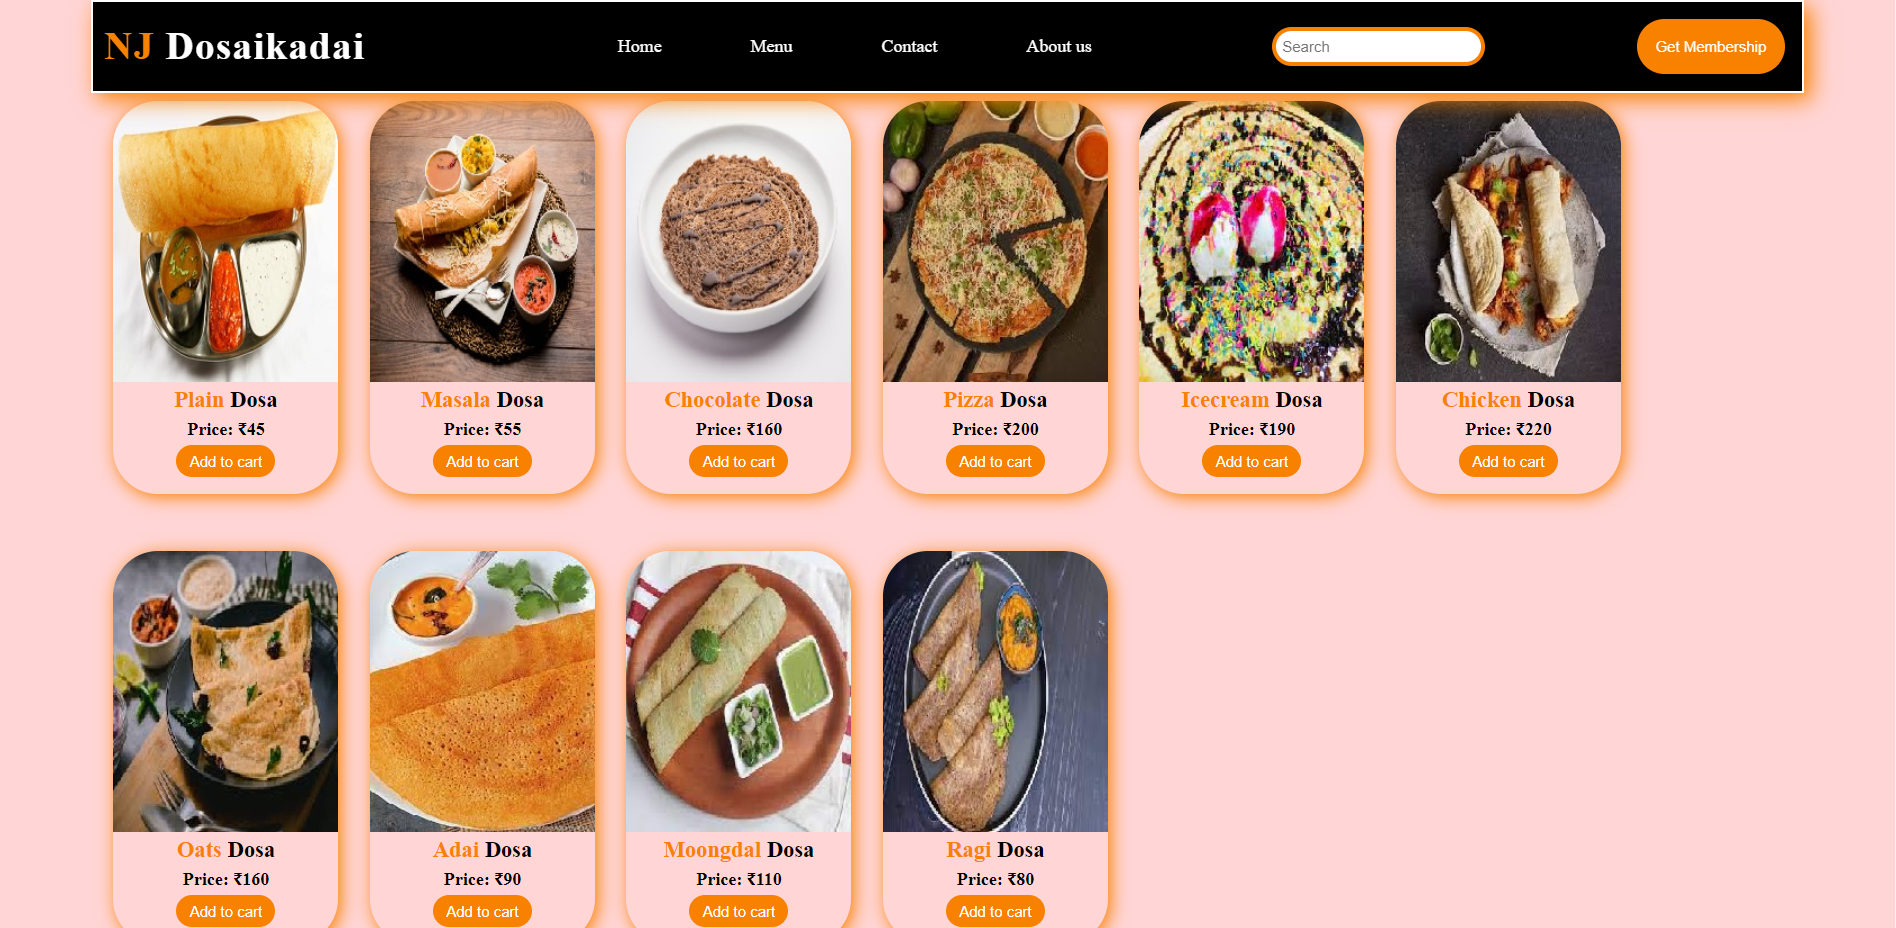 NJ Dosaikadai
Home
Menu
Contact
About us
Search
Get Membership
Plain Dosa
Price: ₹45
Add to cart
Masala Dosa
Price: ₹55
Add to cart
Chocolate Dosa
Price: ₹160
Add to cart
Pizza Dosa
Price: ₹200
Add to cart
Icecream Dosa
Price: ₹190
Add to cart
Chicken Dosa
Price: ₹220
Add to cart
Oats Dosa
Price: ₹160
Add to cart
Adai Dosa
Price: ₹90
Add to cart
Moongdal Dosa
Price: ₹110
Add to cart
Ragi Dosa
Price: ₹80
Add to cart